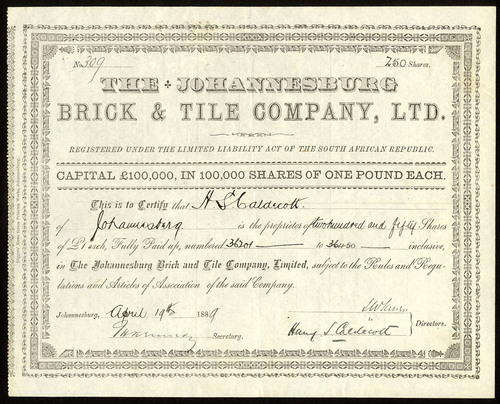 No. 309 250 Shares.
THE JOHANNESBURG
BRICK & TILE COMPANY, LTD.
REGISTERED UNDER THE LIMITED LIABILITY ACT OF THE SOUTH AFRICAN REPUBLIC.
CAPITAL £100,000, IN 100,000 SHARES OF ONE POUND EACH.
This is to Certify that H S Caldecott
of Johannesberg is the proprietor of two hundred and fifty Shares
of £1 each, Fully Paid up, numbered 36201 to 36450 inclusive,
in The Johannesburg Brick and Tile Company, Limited, subject to the Rules and Regu-
lations and Articles of Association of the said Company.
Johannesburg, April 19th 1889
Secretary.
Harry S Caldecott
Directors.